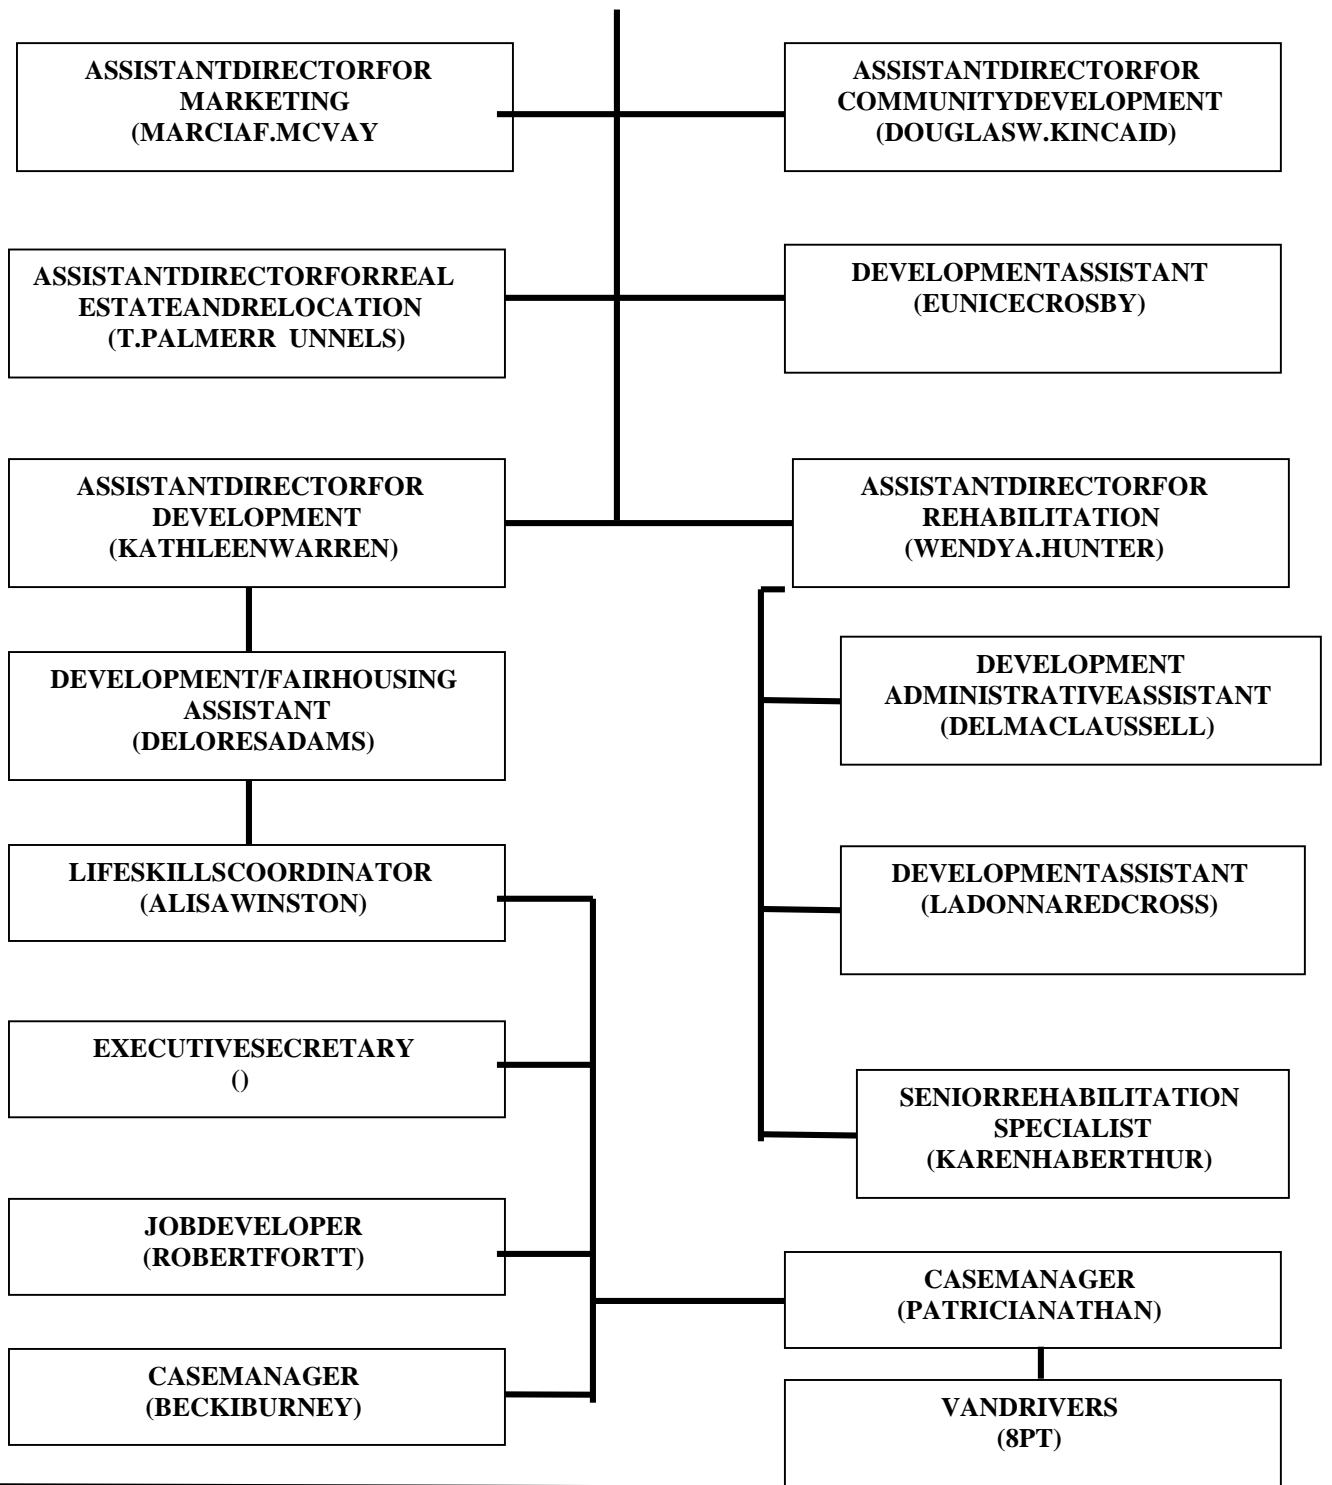 ASSISTANTDIRECTORFOR
MARKETING
(MARCIAF.MCVAY
ASSISTANTDIRECTORFOR
COMMUNITYDEVELOPMENT
(DOUGLASW.KINCAID)
ASSISTANTDIRECTORFORREAL
ESTATEANDRELOCATION
(T.PALMERR UNNELS)
DEVELOPMENTASSISTANT
(EUNICECROSBY)
ASSISTANTDIRECTORFOR
DEVELOPMENT
(KATHLEENWARREN)
ASSISTANTDIRECTORFOR
REHABILITATION
(WENDYA.HUNTER)
DEVELOPMENT/FAIRHOUSING
ASSISTANT
(DELORESADAMS)
DEVELOPMENT
ADMINISTRATIVEASSISTANT
(DELMACLAUSSELL)
LIFESKILLSCOORDINATOR
(ALISAWINSTON)
DEVELOPMENTASSISTANT
(LADONNAREDCROSS)
EXECUTIVESECRETARY
()
SENIORREHABILITATION
SPECIALIST
(KARENHABERTHUR)
JOBDEVELOPER
(ROBERTFORTT)
CASEMANAGER
(PATRICIANATHAN)
CASEMANAGER
(BECKIBURNEY)
VANDRIVERS
(8PT)